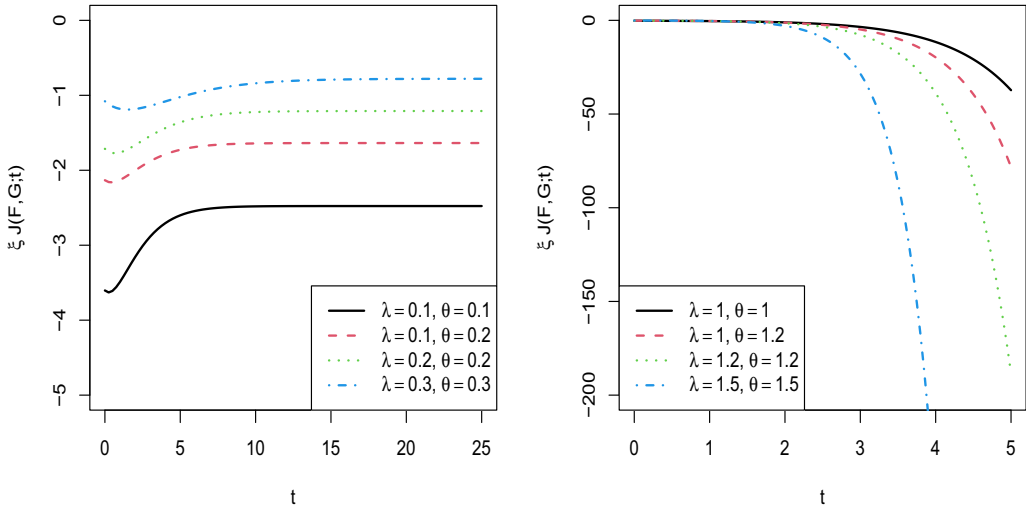 0
−1
−2
−3
−4
−5
ξ J(F,G;t)
λ = 0.1, θ = 0.1
λ = 0.1, θ = 0.2
λ = 0.2, θ = 0.2
λ = 0.3, θ = 0.3
0 5 10 15 20 25
t
0
−50
−100
−150
−200
ξ J(F,G;t)
λ = 1, θ = 1
λ = 1, θ = 1.2
λ = 1.2, θ = 1.2
λ = 1.5, θ = 1.5
0 1 2 3 4 5
t